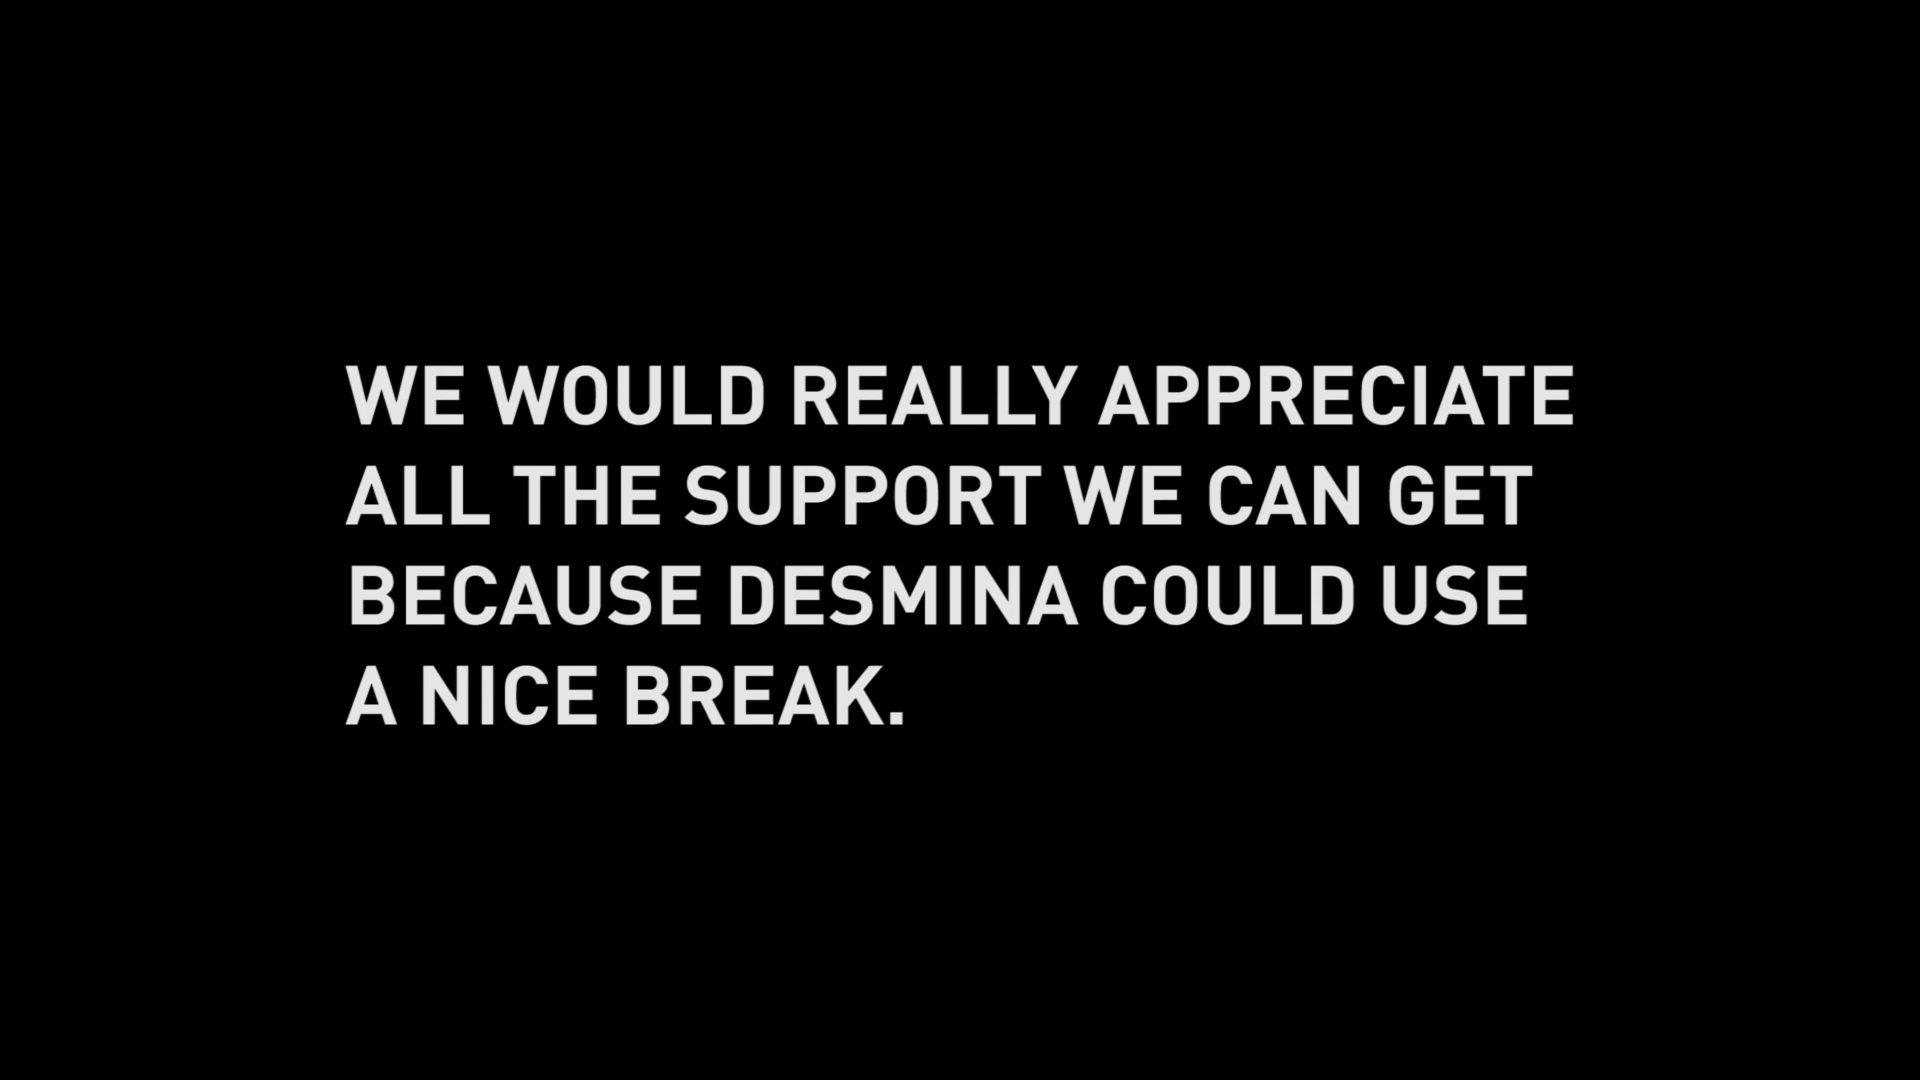 WE WOULD REALLY APPRECIATE
ALL THE SUPPORT WE CAN GET
BECAUSE DESMINA COULD USE
A NICE BREAK.